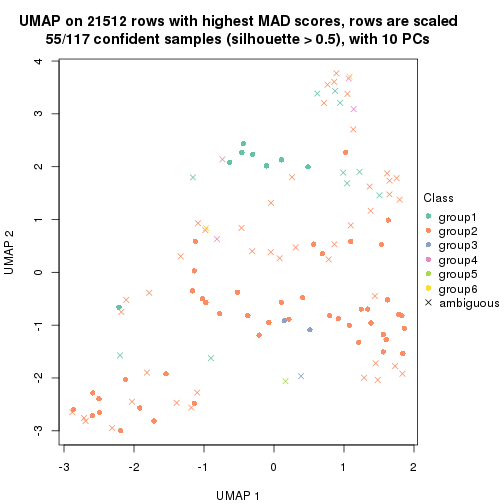 UMAP on 21512 rows with highest MAD scores, rows are scaled
55/117 confident samples (silhouette > 0.5), with 10 PCs
4
3
2
1
0
-1
-2
-3
UMAP 2
-3
-2
-1
0
1
2
UMAP 1
Class
group1
group2
group3
group4
group5
group6
ambiguous